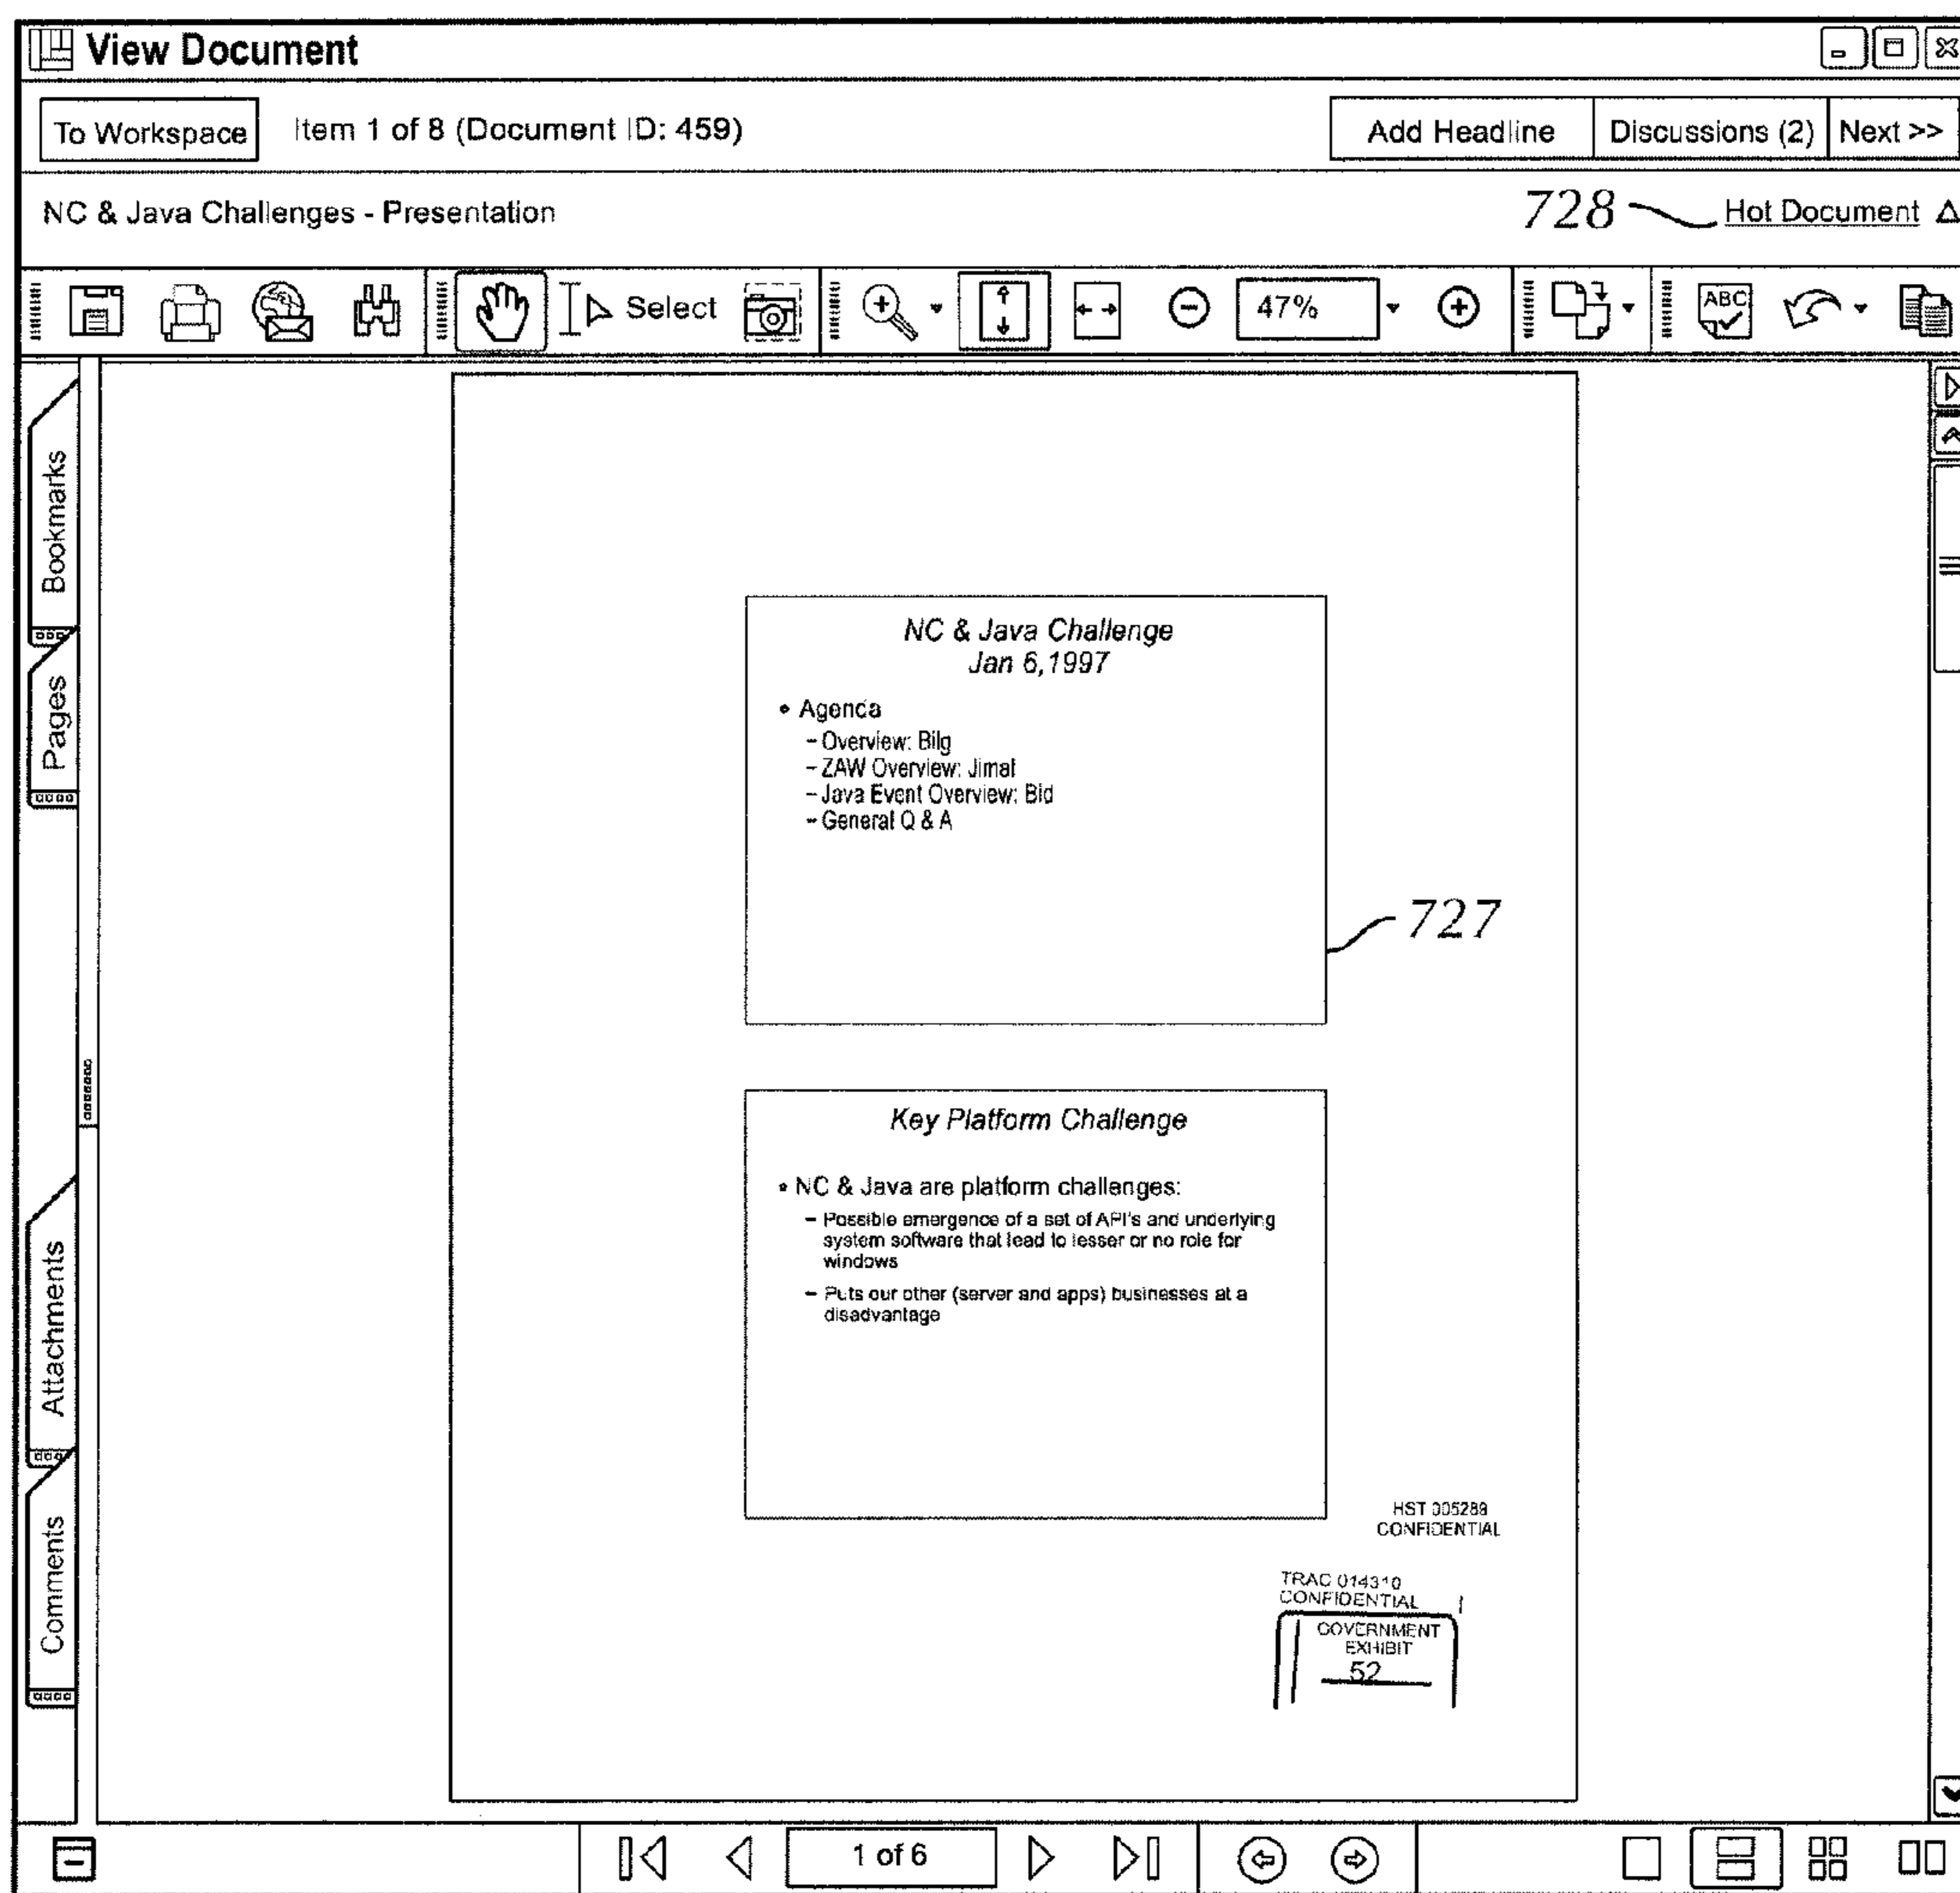 View Document
To Workspace Item 1 of 8 (Document ID: 459) Add Headline Discussions (2) Next >>
NC & Java Challenges - Presentation 728 Hot Document
Select 47% ABC
Bookmarks
Pages
Attachments
Comments
NC & Java Challenge
Jan 6,1997
• Agenda
– Overview: Bilg
– ZAW Overview: Jimal
– Java Event Overview: Bid
– General Q & A
727
Key Platform Challenge
• NC & Java are platform challenges:
– Possible emergence of a set of API's and underlying
system software that lead to lesser or no role for
windows
– Puts our other (server and apps) businesses at a
disadvantage
HST 005289
CONFIDENTIAL
TRAC 014310
CONFIDENTIAL
GOVERNMENT
EXHIBIT
52
1 of 6